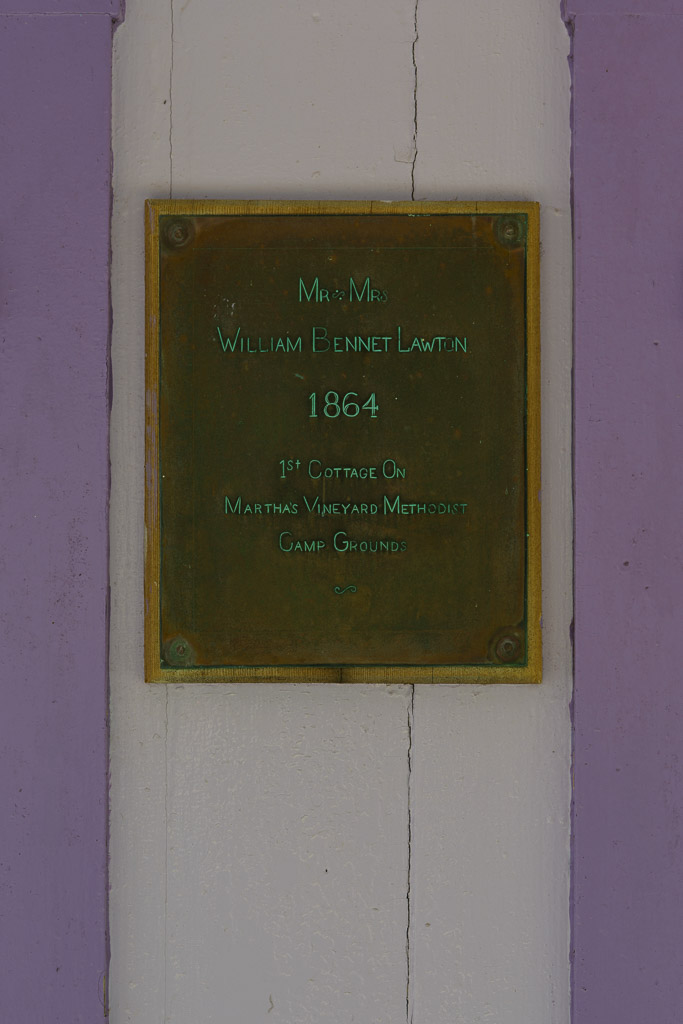 Mr & Mrs
William Bennet Lawton
1864
1st Cottage On
Martha's Vineyard Methodist
Camp Grounds